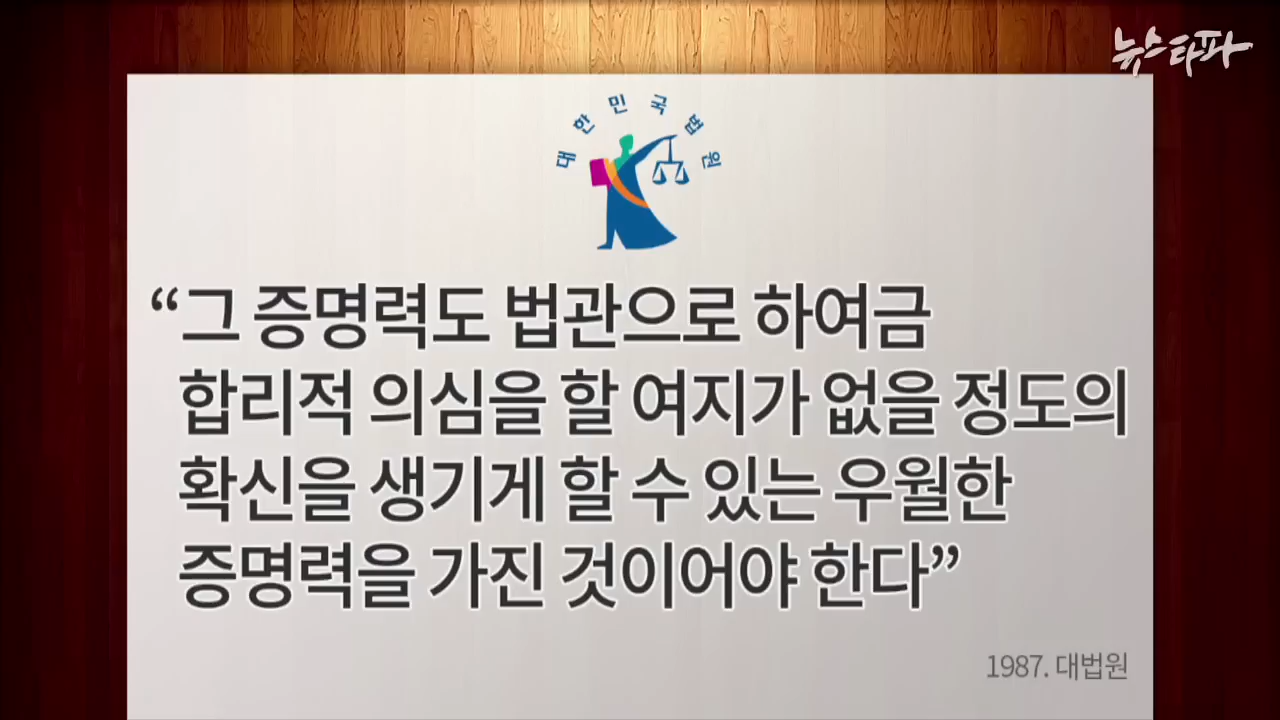 뉴스타파
대한민국법원
“그 증명력도 법관으로 하여금
합리적 의심을 할 여지가 없을 정도의
확신을 생기게 할 수 있는 우월한
증명력을 가진 것이어야 한다”
1987. 대법원